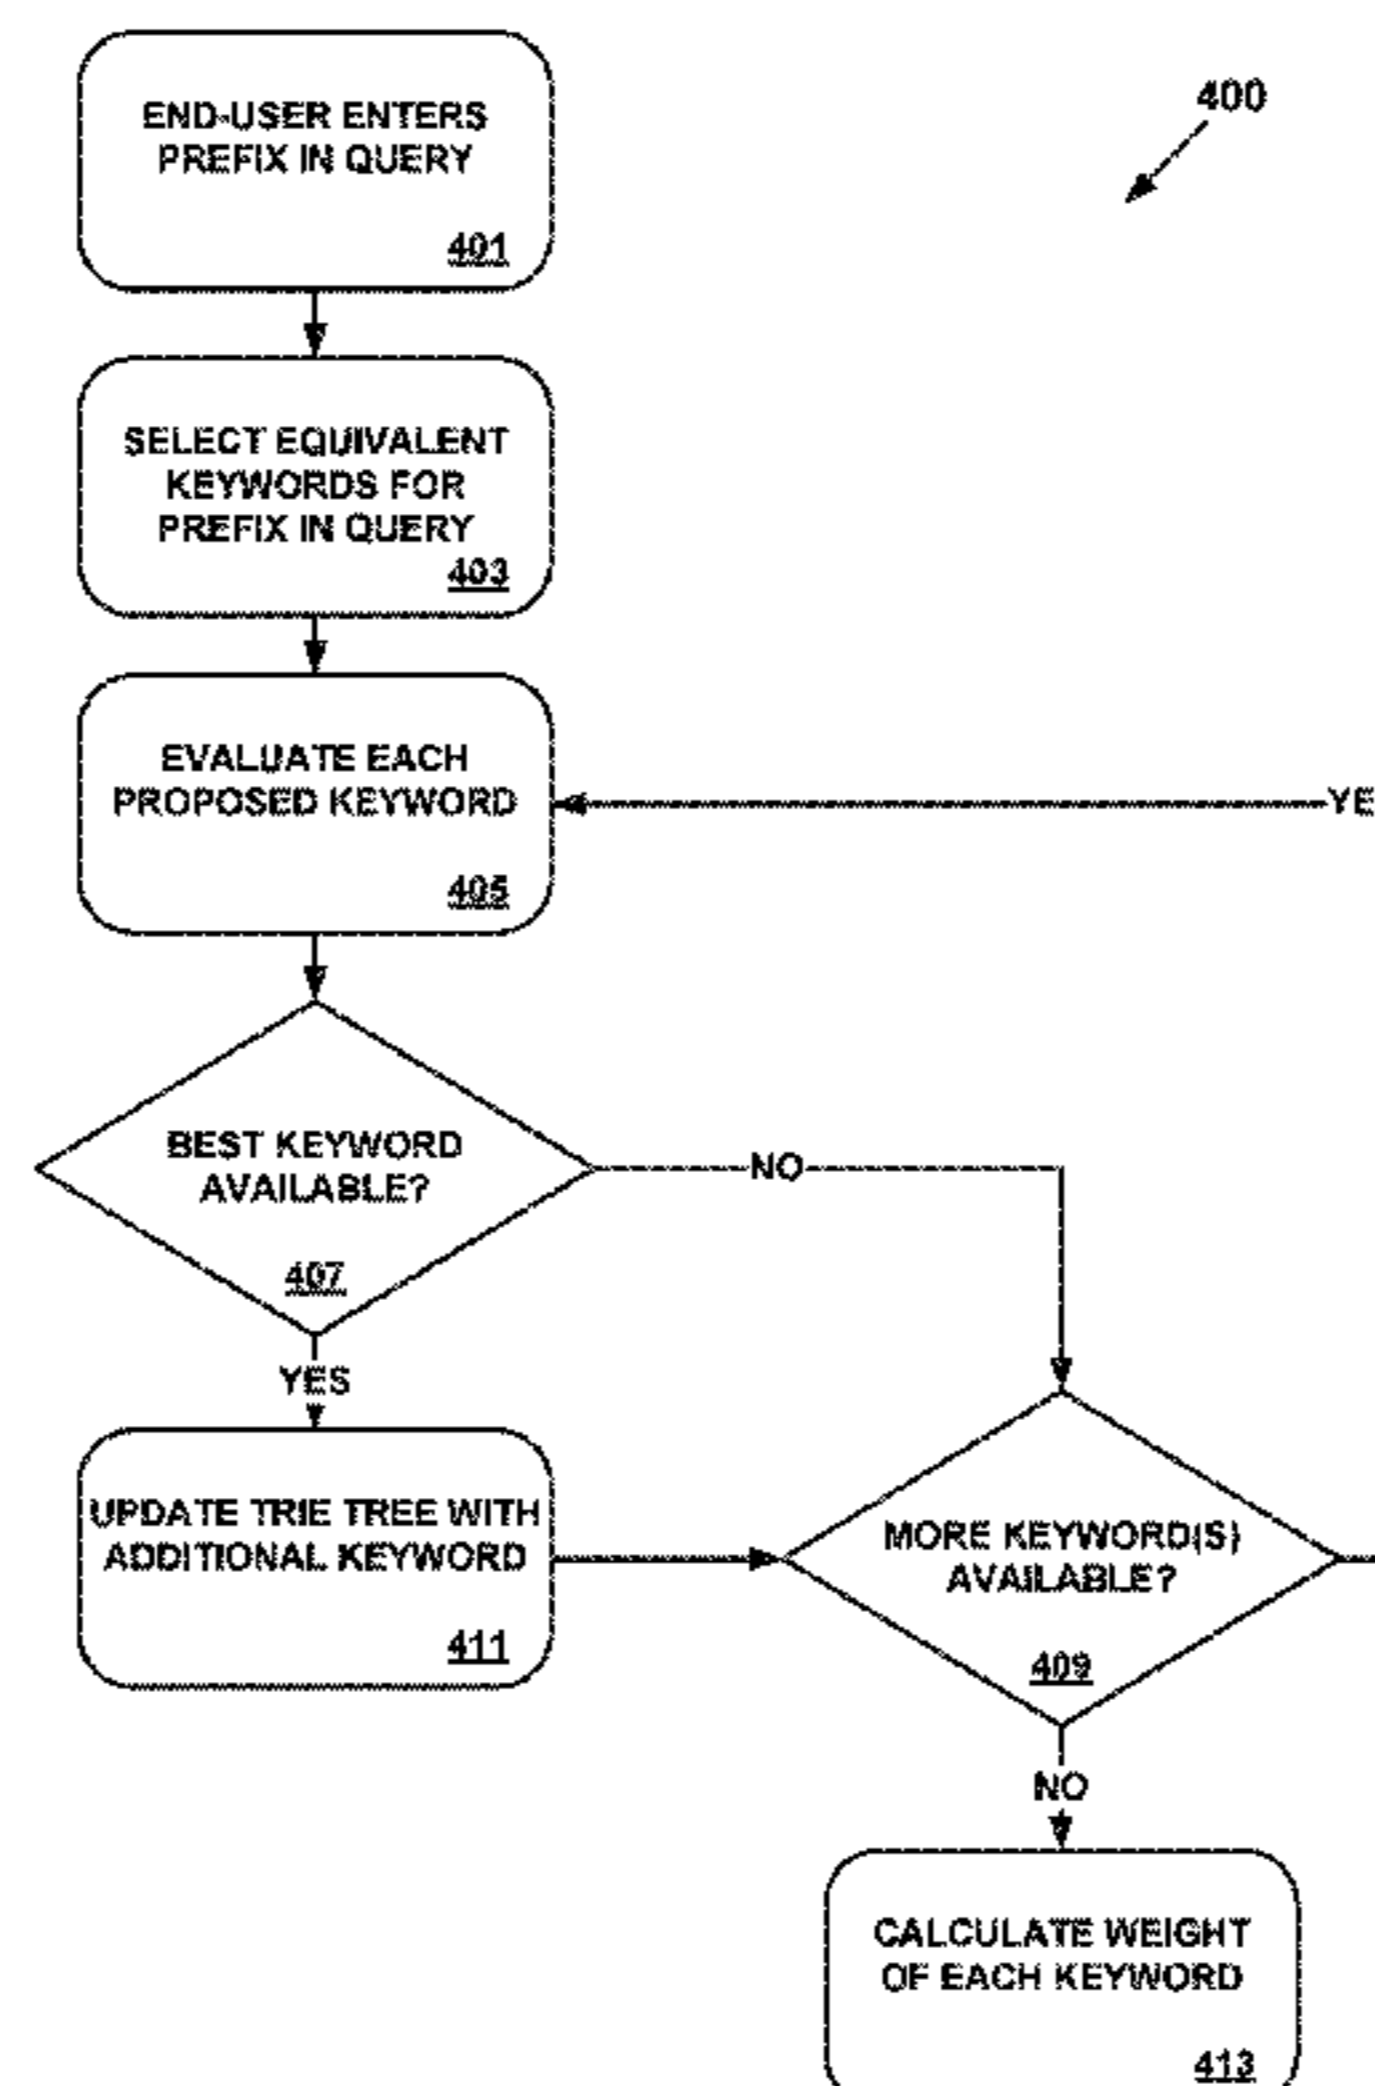 400
END-USER ENTERS
PREFIX IN QUERY
401
SELECT EQUIVALENT
KEYWORDS FOR
PREFIX IN QUERY
403
EVALUATE EACH
PROPOSED KEYWORD
405
YE
BEST KEYWORD
AVAILABLE?
407
NO
YES
UPDATE TRIE TREE WITH
ADDITIONAL KEYWORD
411
MORE KEYWORD(S)
AVAILABLE?
409
NO
CALCULATE WEIGHT
OF EACH KEYWORD
413